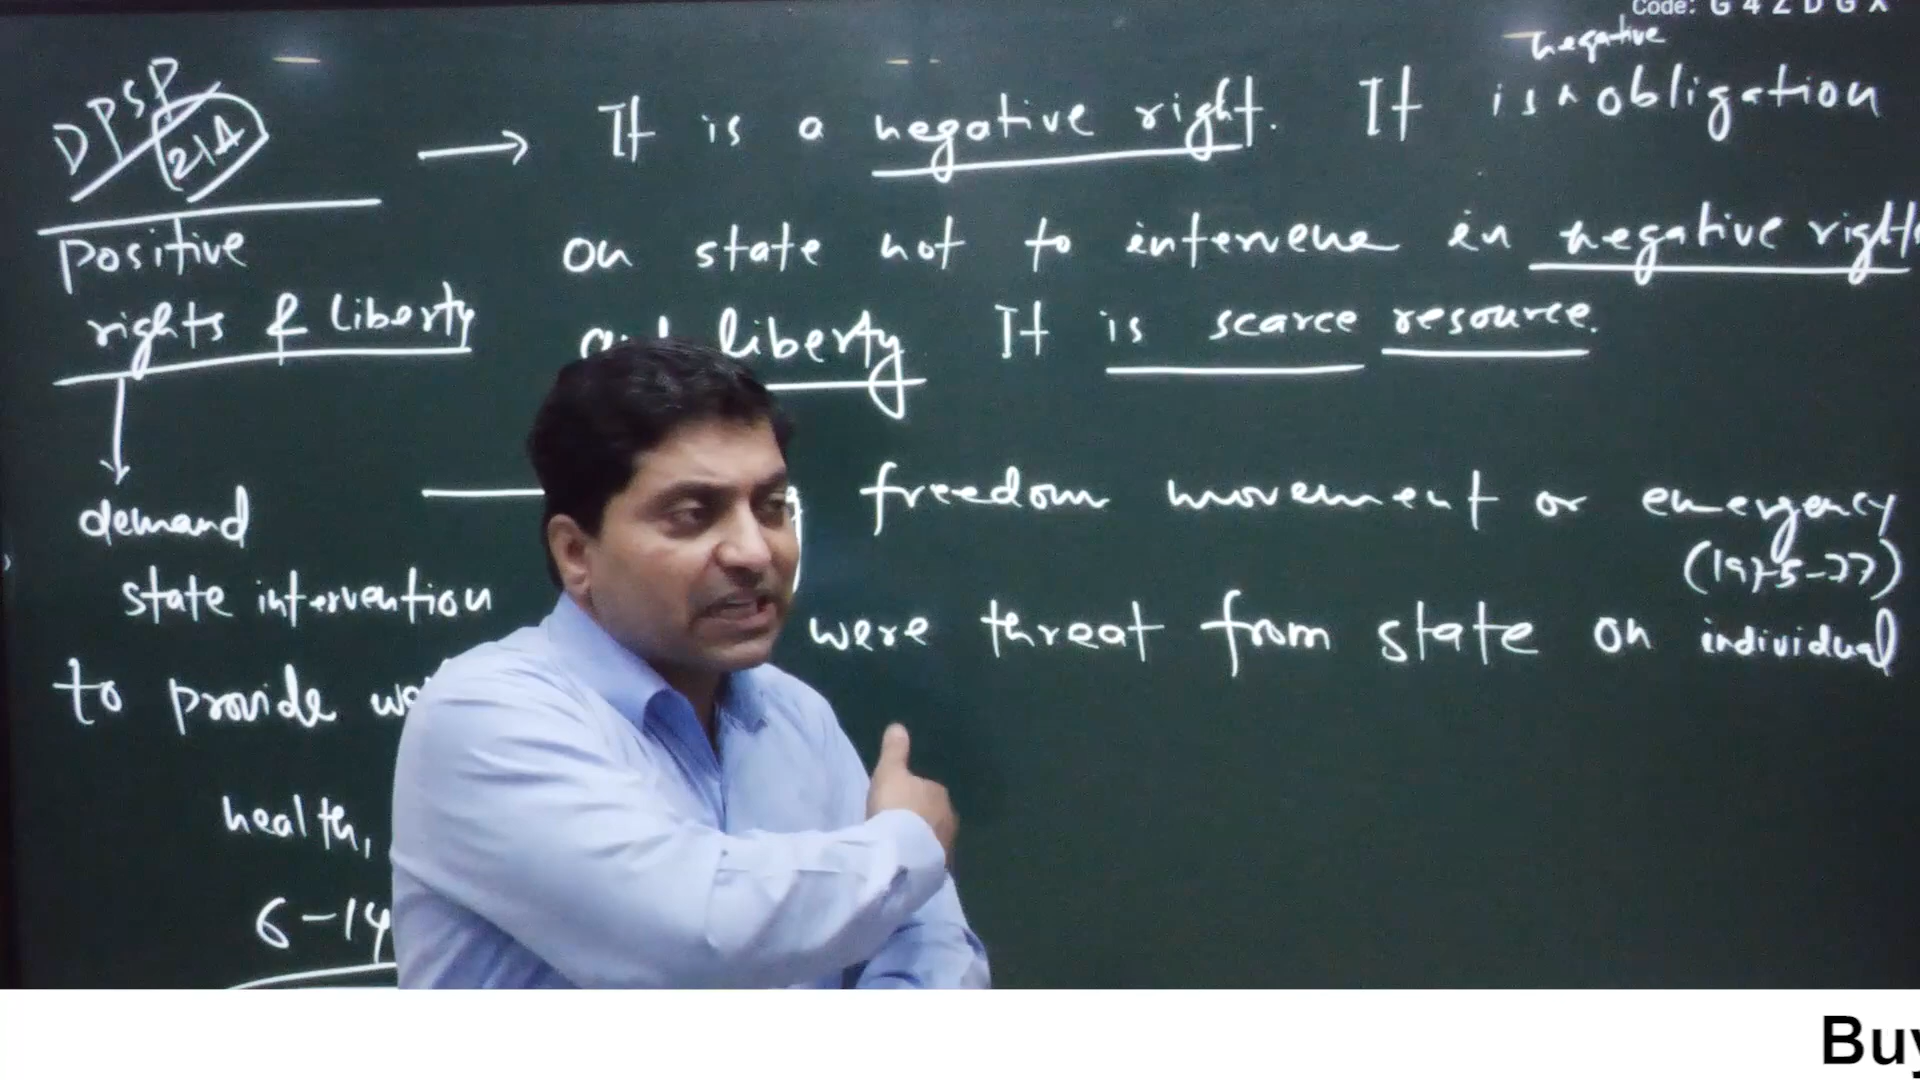 Code: G 4 Z D G X
DPSP
21A
positive
rights & liberty
demand
state intervention
to provide
health,
6-14
negative
→ It is a negative right. It is ^ obligation
on state not to intervene in negative rights
liberty It is scarce resource.
freedom movement or emergency
(1975-77)
were threat from state on individual
Buy